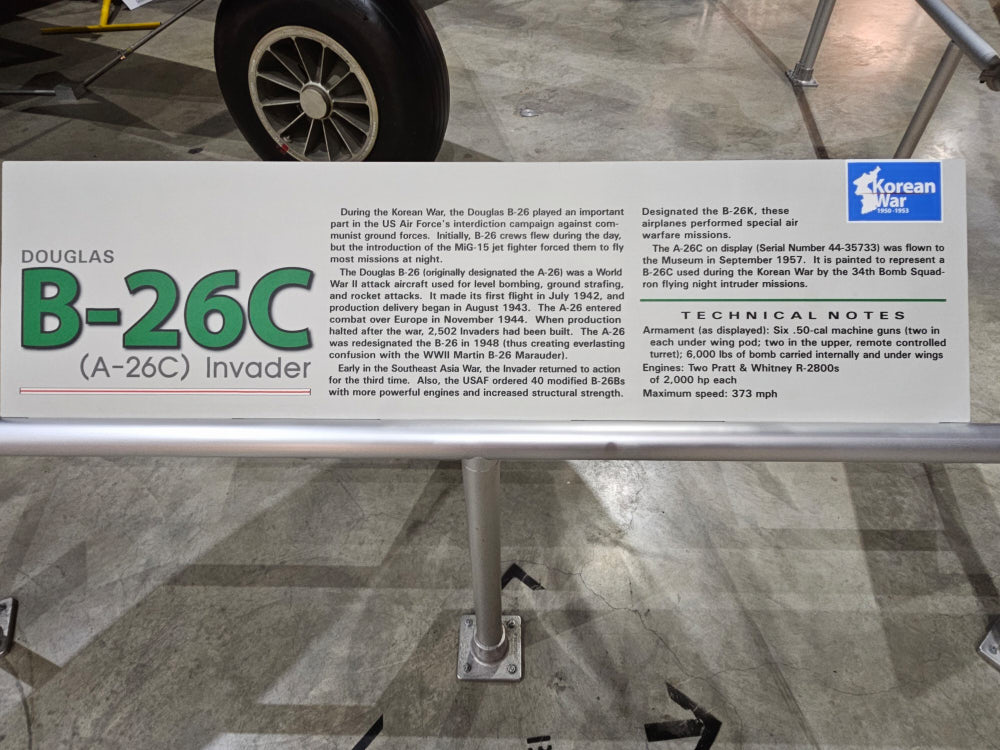 DOUGLAS
B-26C
(A-26C) Invader
During the Korean War, the Douglas B-26 played an important
part in the US Air Force's interdiction campaign against com-
munist ground forces. Initially, B-26 crews flew during the day,
but the introduction of the MiG-15 jet fighter forced them to fly
most missions at night.
The Douglas B-26 (originally designated the A-26) was a World
War II attack aircraft used for level bombing, ground strafing,
and rocket attacks. It made its first flight in July 1942, and
production delivery began in August 1943. The A-26 entered
combat over Europe in November 1944. When production
halted after the war, 2,502 Invaders had been built. The A-26
was redesignated the B-26 in 1948 (thus creating everlasting
confusion with the WWII Martin B-26 Marauder).
Early in the Southeast Asia War, the Invader returned to action
for the third time. Also, the USAF ordered 40 modified B-26Bs
with more powerful engines and increased structural strength.
Designated the B-26K, these
airplanes performed special air
warfare missions.
The A-26C on display (Serial Number 44-35733) was flown to
the Museum in September 1957. It is painted to represent a
B-26C used during the Korean War by the 34th Bomb Squad-
ron flying night intruder missions.
TECHNICAL NOTES
Armament (as displayed): Six .50-cal machine guns (two in
each under wing pod; two in the upper, remote controlled
turret); 6,000 lbs of bomb carried internally and under wings
Engines: Two Pratt & Whitney R-2800s
of 2,000 hp each
Maximum speed: 373 mph
Korean
War
1950-1953